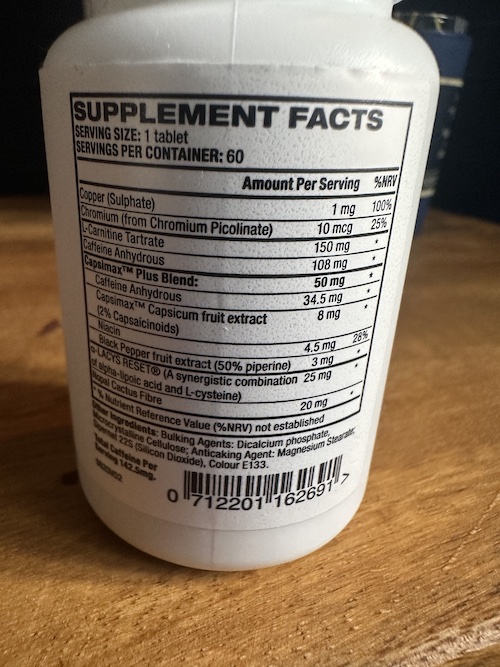 SUPPLEMENT FACTS
SERVING SIZE: 1 tablet
SERVINGS PER CONTAINER: 60
Amount Per Serving %NRV
Copper (Sulphate) 1 mg 100%
Chromium (from Chromium Picolinate) 10 mcg 25%
L-Carnitine Tartrate 150 mg *
Caffeine Anhydrous 108 mg *
Capsimax™ Plus Blend: 50 mg *
Caffeine Anhydrous 34.5 mg *
Capsimax™ Capsicum fruit extract 8 mg *
(2% Capsaicinoids)
Niacin 4.5 mg 28%
Black Pepper fruit extract (50% piperine) 3 mg *
LACYS RESET® (A synergistic combination 25 mg *
of alpha-lipoic acid and L-cysteine)
Cactus Fibre 20 mg *
Nutrient Reference Value (%NRV) not established
Other Ingredients: Bulking Agents: Dicalcium phosphate,
Microcrystalline Cellulose; Anticaking Agent: Magnesium Stearate,
22S (Silicon Dioxide), Colour E133.
Total Caffeine Per
Serving 142.5mg.
0 712201 162691 >